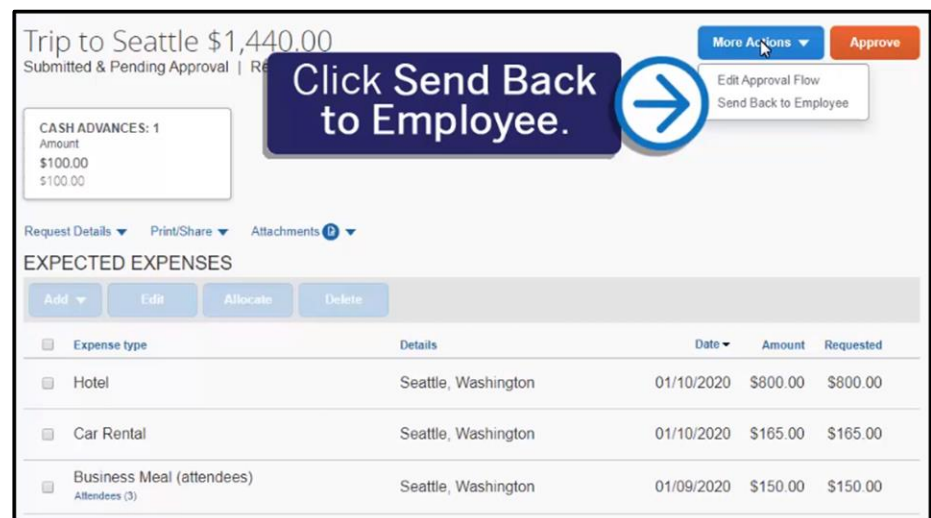 Trip to Seattle $1,440.00
More Actions
Approve
Submitted & Pending Approval |
Click Send Back
to Employee.
Edit Approval Flow
Send Back to Employee
CASH ADVANCES: 1
Amount
$100.00
$100.00
Request Details Print/Share Attachments
EXPECTED EXPENSES
Add Edit Allocate Delete
Expense type Details Date Amount Requested
Hotel Seattle, Washington 01/10/2020 $800.00 $800.00
Car Rental Seattle, Washington 01/10/2020 $165.00 $165.00
Business Meal (attendees) Seattle, Washington 01/09/2020 $150.00 $150.00
Attendees (3)